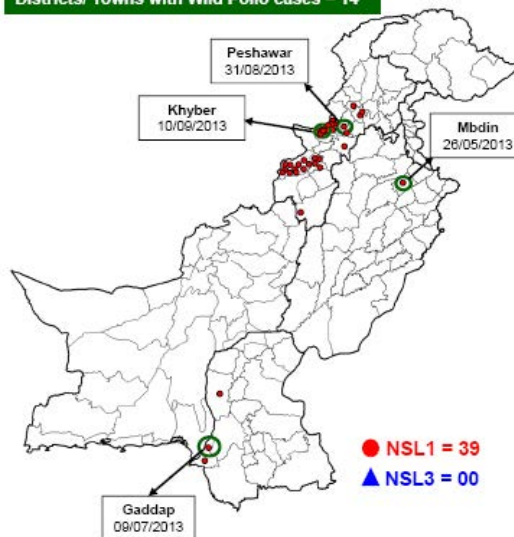 Districts/ Towns with Wild Polio cases = 14
Peshawar
31/08/2013
Khyber
10/09/2013
Mbdin
26/05/2013
NSL1 = 39
NSL3 = 00
Gaddap
09/07/2013